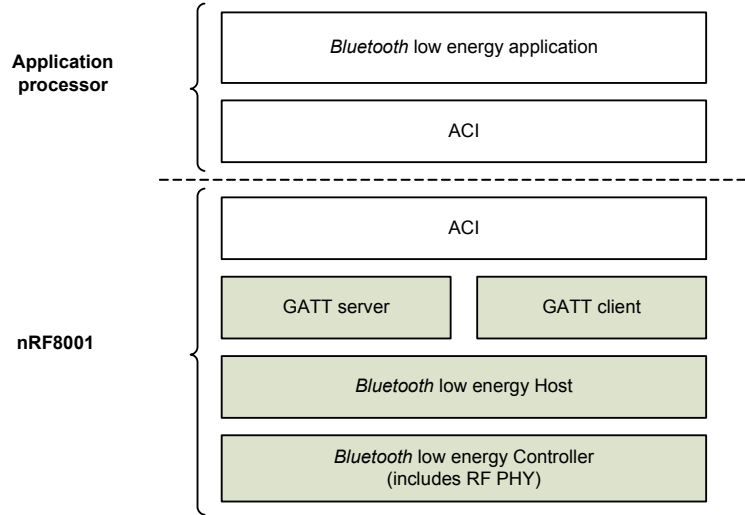 Bluetooth low energy application
Application
processor
ACI
ACI
GATT server
GATT client
nRF8001
Bluetooth low energy Host
Bluetooth low energy Controller
(includes RF PHY)